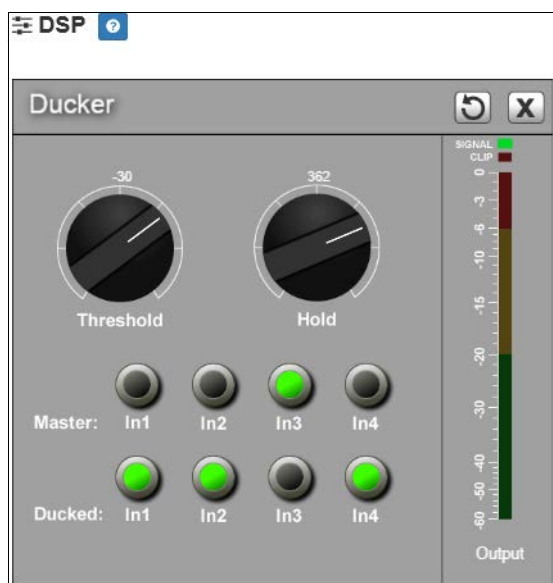 DSP ?
Ducker X
SIGNAL
CLIP
-30 362
Threshold Hold
Master: In1 In2 In3 In4
Ducked: In1 In2 In3 In4
0
-3
-6
-10
-15
-20
-30
-40
-50
-60
Output